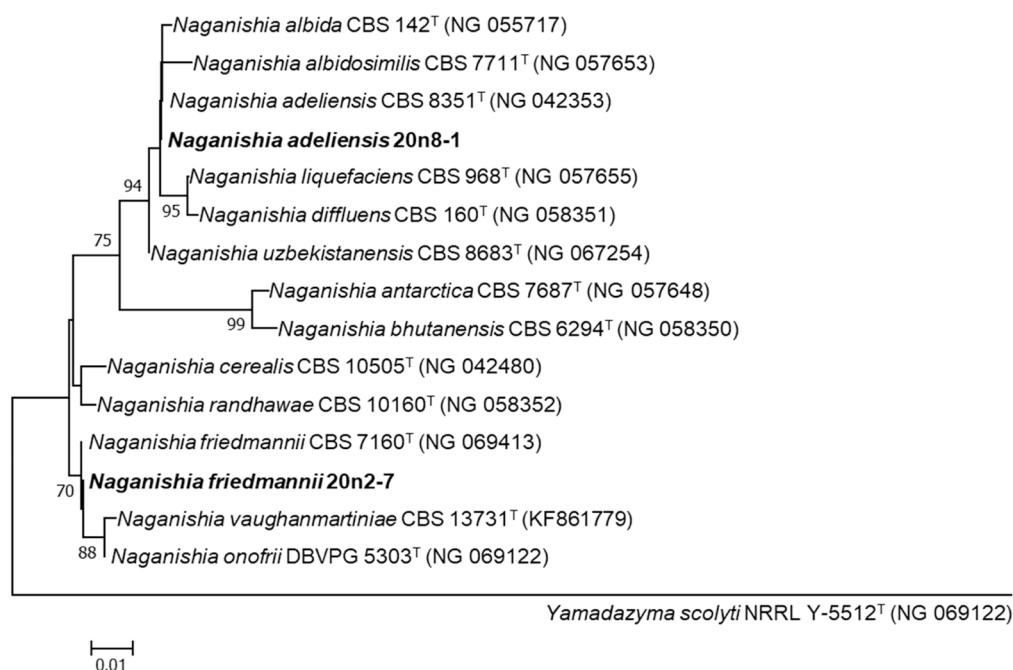 Naganishia albida CBS 142ᵀ (NG 055717)
Naganishia albidosimilis CBS 7711ᵀ (NG 057653)
Naganishia adeliensis CBS 8351ᵀ (NG 042353)
Naganishia adeliensis 20n8-1
Naganishia liquefaciens CBS 968ᵀ (NG 057655)
94
95
Naganishia diffluens CBS 160ᵀ (NG 058351)
75
Naganishia uzbekistanensis CBS 8683ᵀ (NG 067254)
Naganishia antarctica CBS 7687ᵀ (NG 057648)
99
Naganishia bhutanensis CBS 6294ᵀ (NG 058350)
Naganishia cerealis CBS 10505ᵀ (NG 042480)
Naganishia randhawae CBS 10160ᵀ (NG 058352)
Naganishia friedmannii CBS 7160ᵀ (NG 069413)
Naganishia friedmannii 20n2-7
70
Naganishia vaughanmartiniae CBS 13731ᵀ (KF861779)
88
Naganishia onofrii DBVPG 5303ᵀ (NG 069122)
Yamadazyma scolyti NRRL Y-5512ᵀ (NG 069122)
0.01